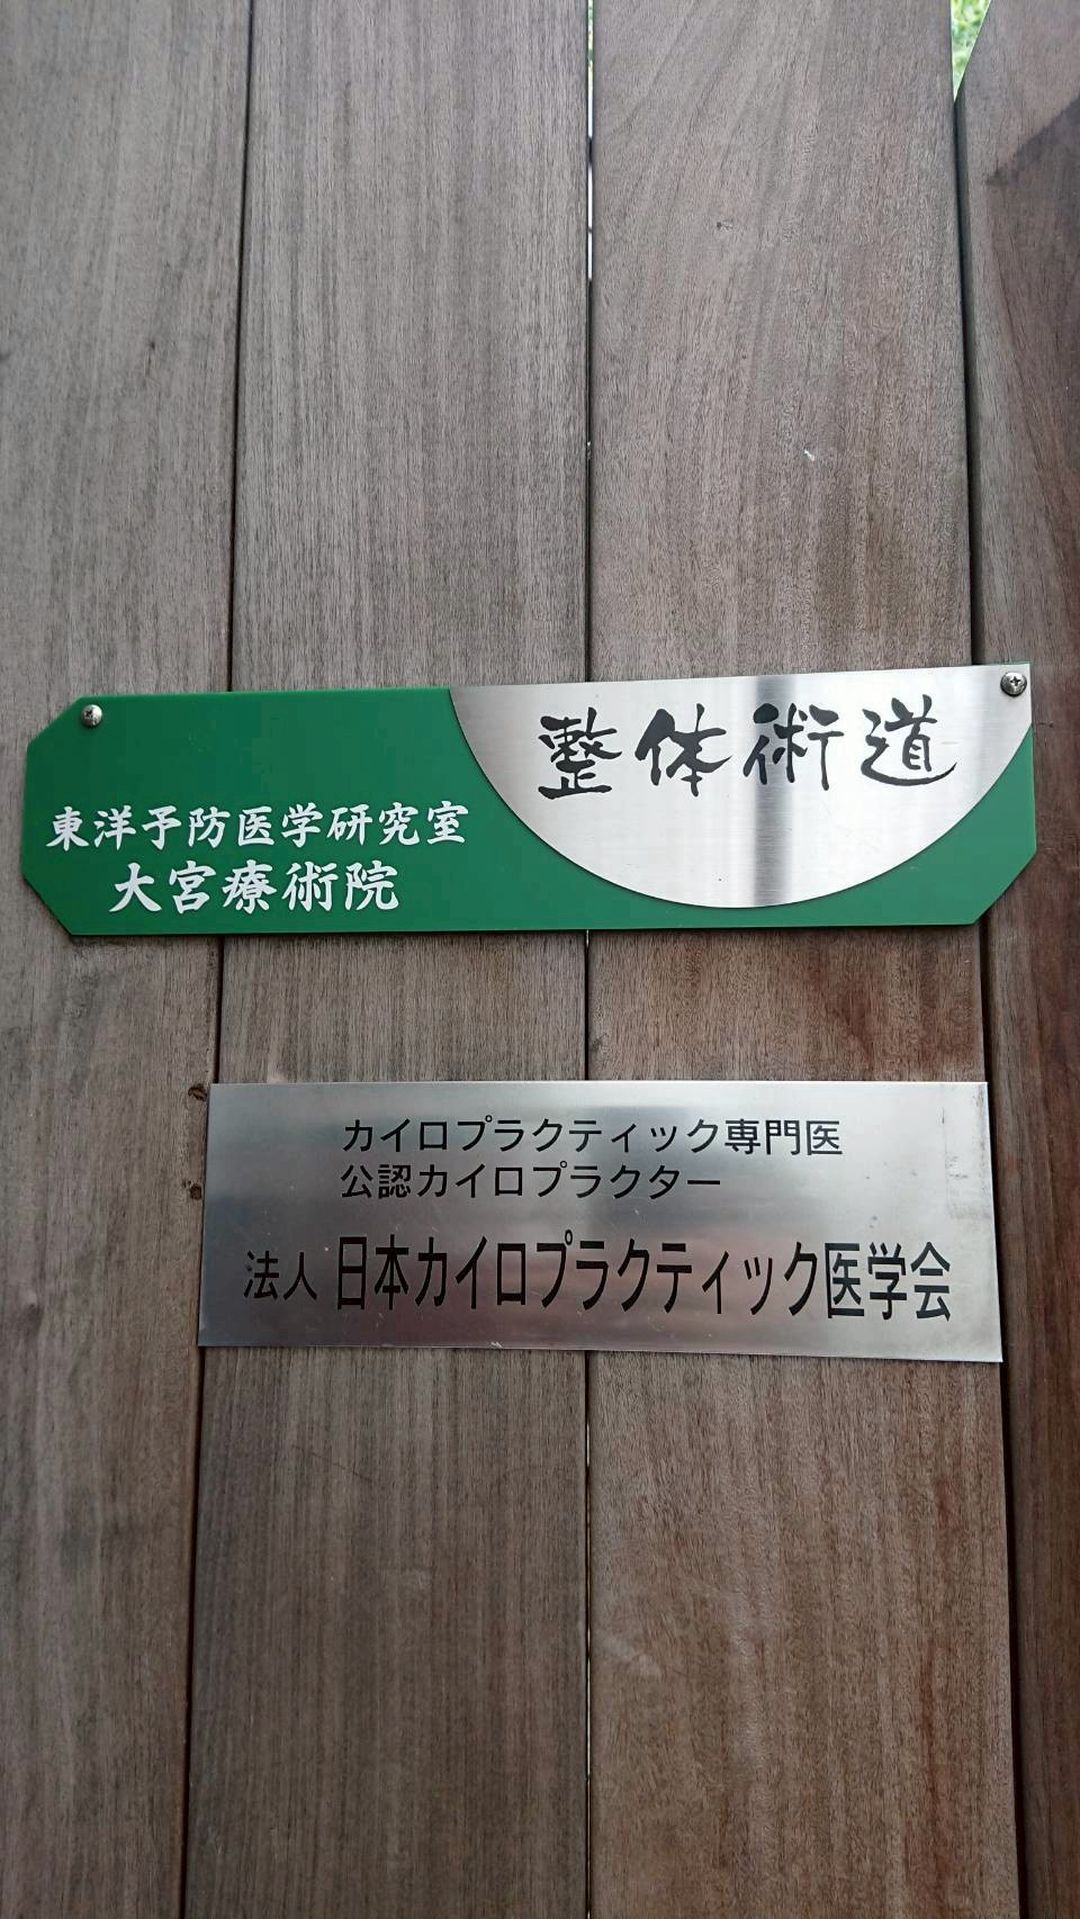 整体術道
東洋予防医学研究室
大宮療術院
カイロプラクティック専門医
公認カイロプラクター
法人 日本カイロプラクティック医学会